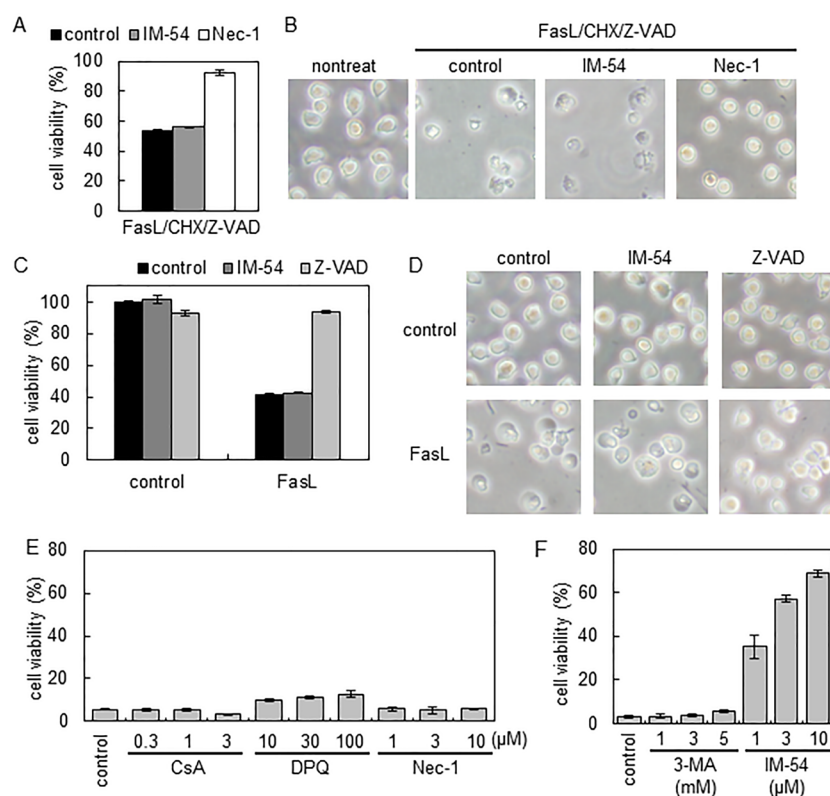 A
control IM-54 Nec-1
cell viability (%)
100
80
60
40
20
0
FasL/CHX/Z-VAD
B
FasL/CHX/Z-VAD
nontreat control IM-54 Nec-1
C
control IM-54 Z-VAD
cell viability (%)
100
80
60
40
20
0
control FasL
D
control IM-54 Z-VAD
control
FasL
E
cell viability (%)
80
60
40
20
0
control 0.3 1 3 10 30 100 1 3 10 (μM)
CsA DPQ Nec-1
F
cell viability (%)
80
60
40
20
0
control 1 3 5 1 3 10
3-MA IM-54
(mM) (μM)